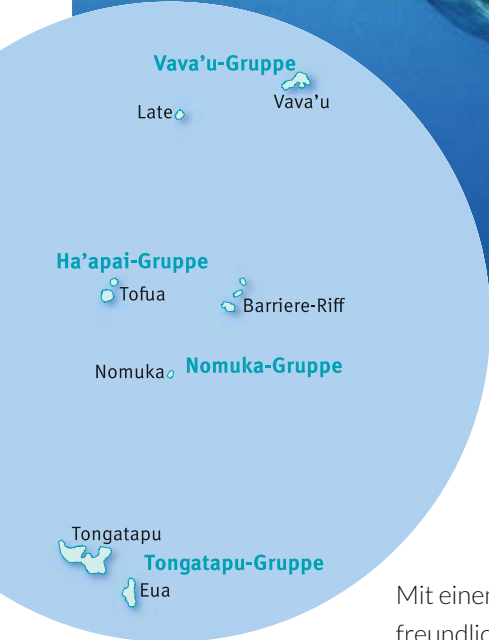 Vava’u-Gruppe
Vava’u
Late
Ha’apai-Gruppe
Tofua
Barriere-Riff
Nomuka
Nomuka-Gruppe
Tongatapu
Tongatapu-Gruppe
Eua
Mit einer
freundlic